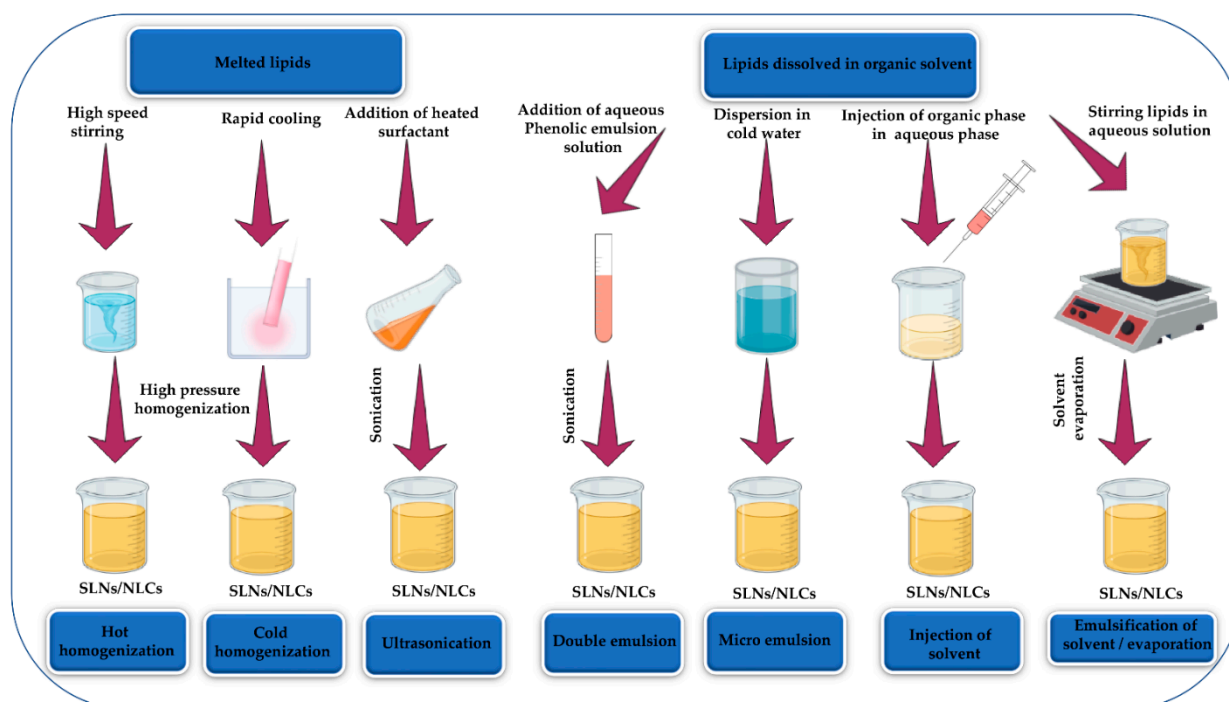 Melted lipids
Lipids dissolved in organic solvent
High speed
stirring
Rapid cooling
Addition of heated
surfactant
Addition of aqueous
Phenolic emulsion
solution
Dispersion in
cold water
Injection of organic phase
in aqueous phase
Stirring lipids in
aqueous solution
High pressure
homogenization
Sonication
Sonication
Solvent
evaporation
SLNs/NLCs
SLNs/NLCs
SLNs/NLCs
SLNs/NLCs
SLNs/NLCs
SLNs/NLCs
SLNs/NLCs
Hot
homogenization
Cold
homogenization
Ultrasonication
Double emulsion
Micro emulsion
Injection of
solvent
Emulsification of
solvent / evaporation